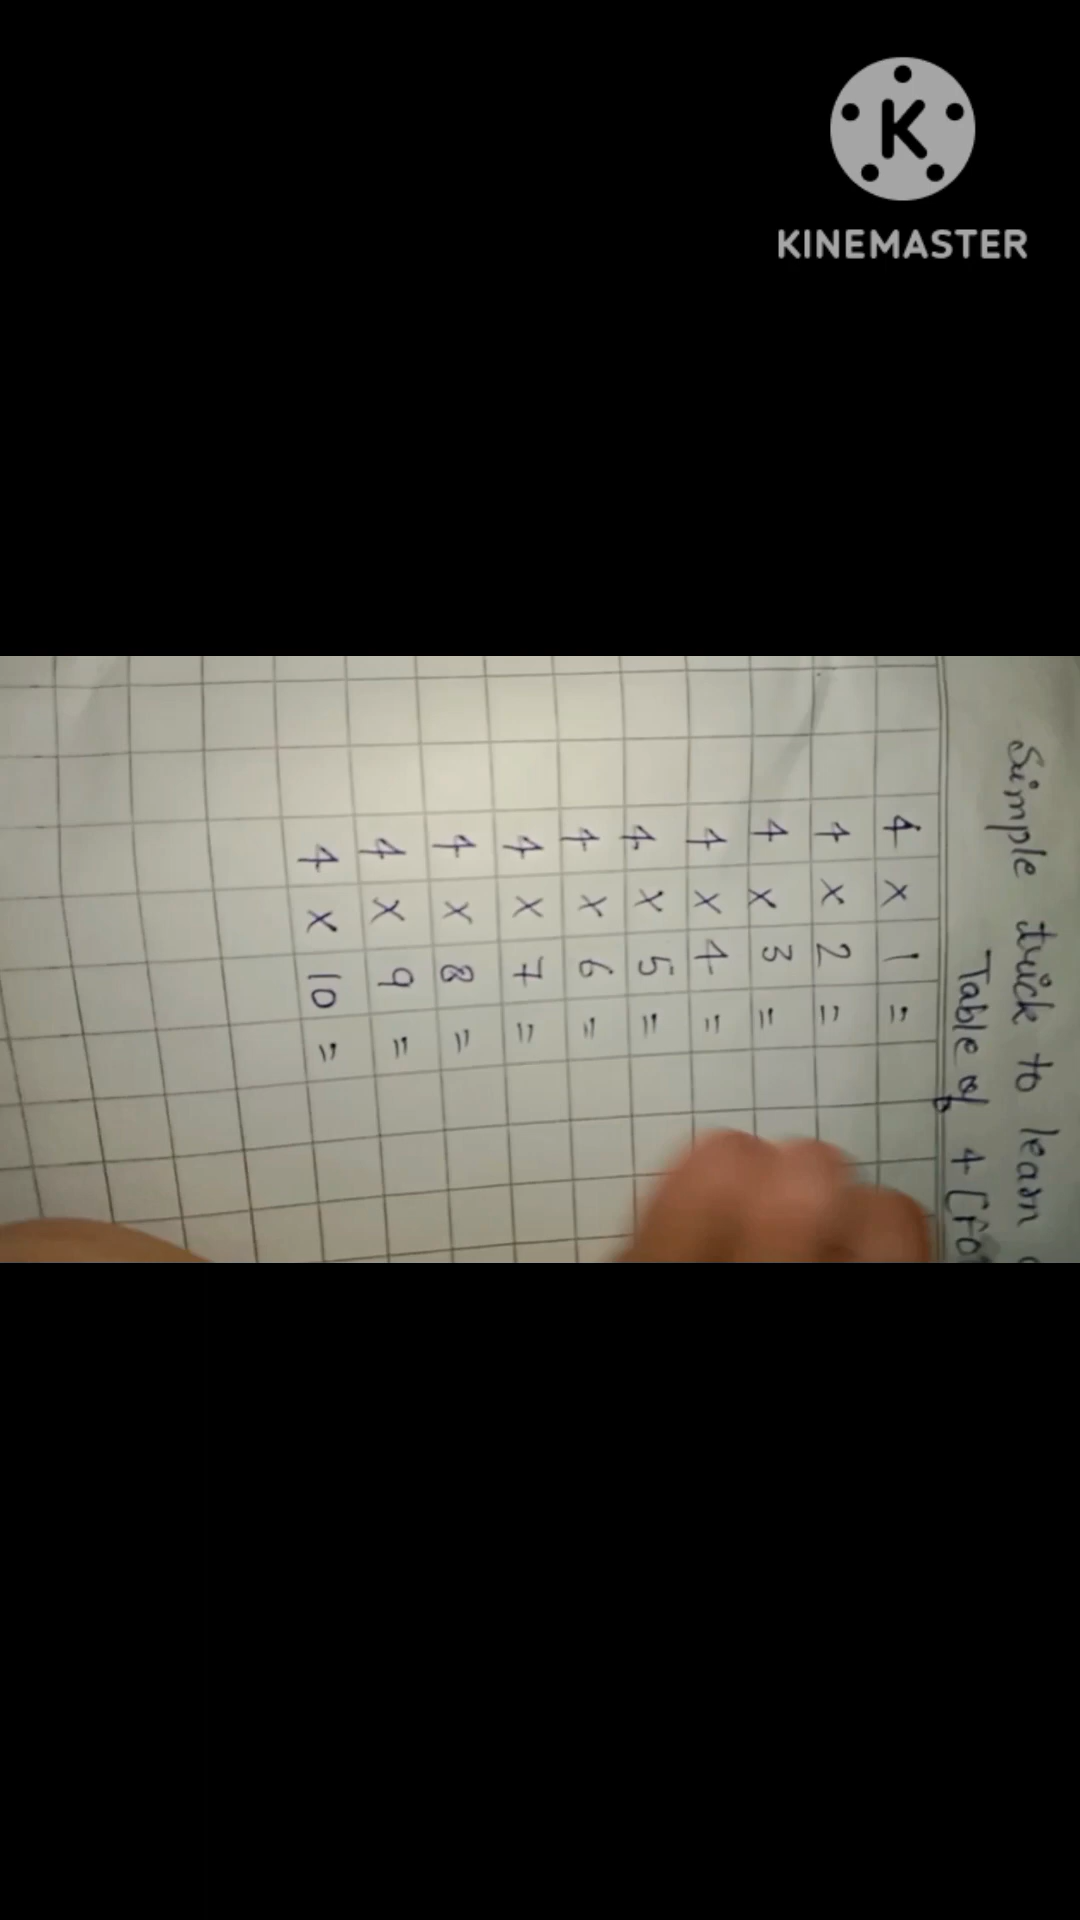 KINEMASTER
Simple trick to learn
Table of 4 [Fo
4 x 1 =
4 x 2 =
4 x 3 =
4 x 4 =
4 x 5 =
4 x 6 =
4 x 7 =
4 x 8 =
4 x 9 =
4 x 10 =